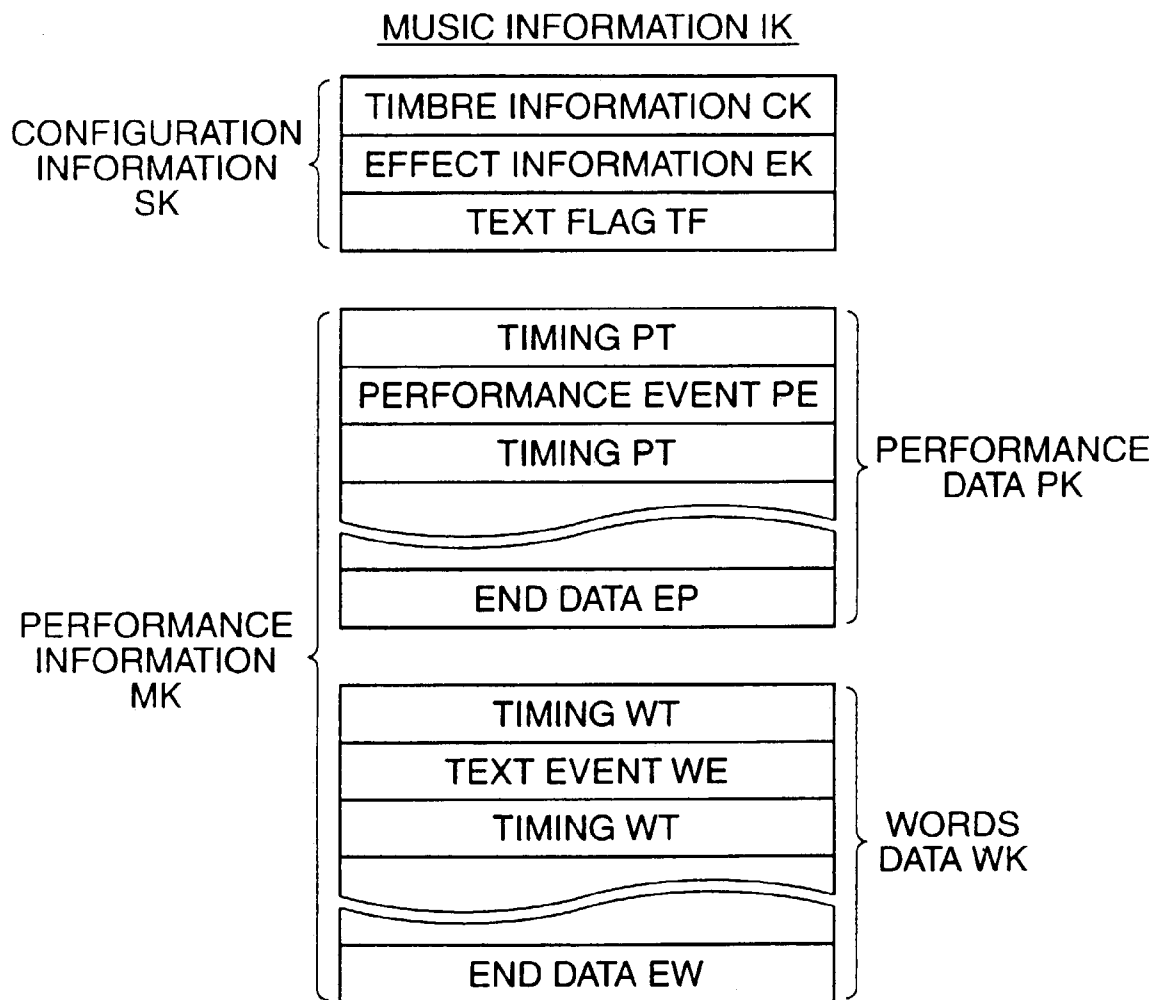 MUSIC INFORMATION IK
CONFIGURATION
INFORMATION
SK
TIMBRE INFORMATION CK
EFFECT INFORMATION EK
TEXT FLAG TF
PERFORMANCE
INFORMATION
MK
TIMING PT
PERFORMANCE EVENT PE
TIMING PT
END DATA EP
PERFORMANCE
DATA PK
TIMING WT
TEXT EVENT WE
TIMING WT
END DATA EW
WORDS
DATA WK